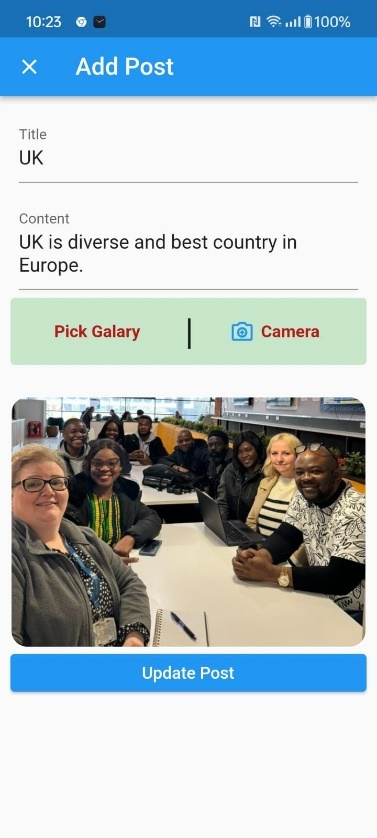 10:23
100%
Add Post
Title
UK
Content
UK is diverse and best country in
Europe.
Pick Galary
Camera
Update Post